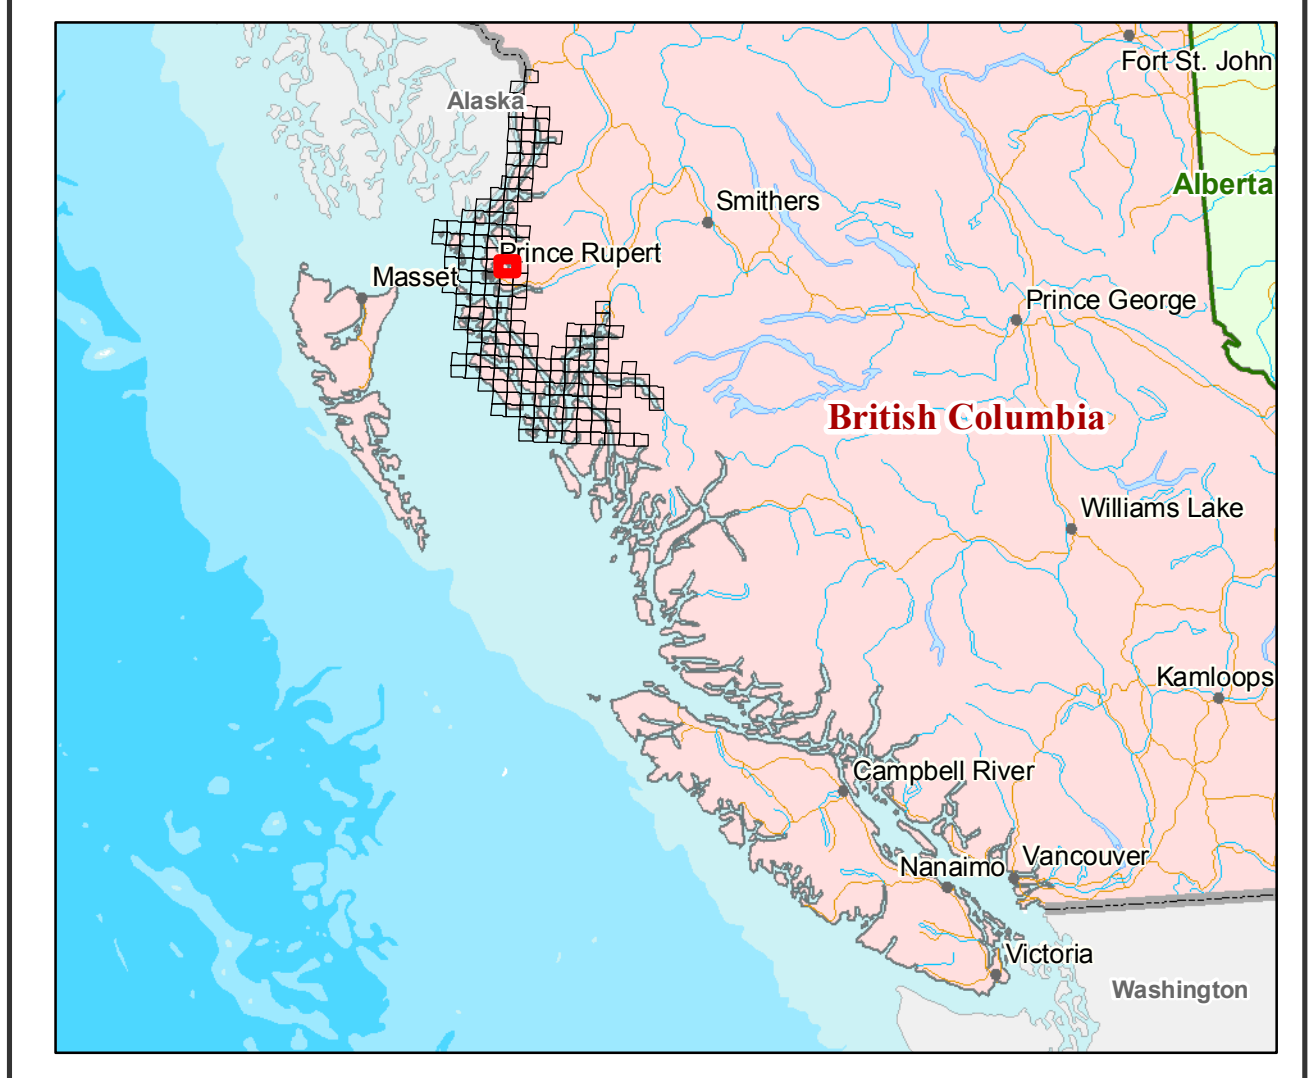 Fort St. John
Alaska
Alberta
Smithers
Prince Rupert
Masset
Prince George
British Columbia
Williams Lake
Kamloops
Campbell River
Vancouver
Nanaimo
Victoria
Washington